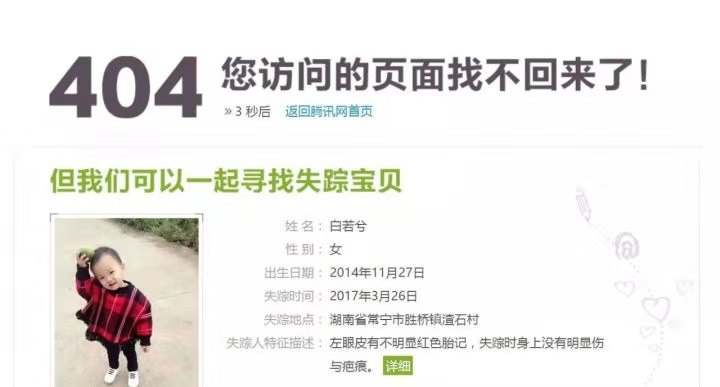 404 您访问的页面找不回来了!
» 3 秒后 返回腾讯网首页
但我们可以一起寻找失踪宝贝
姓 名： 白若兮
性 别： 女
出生日期： 2014年11月27日
失踪时间： 2017年3月26日
失踪地点： 湖南省常宁市胜桥镇渣石村
失踪人特征描述： 左眼皮有不明显红色胎记，失踪时身上没有明显伤
与疤痕。 详细